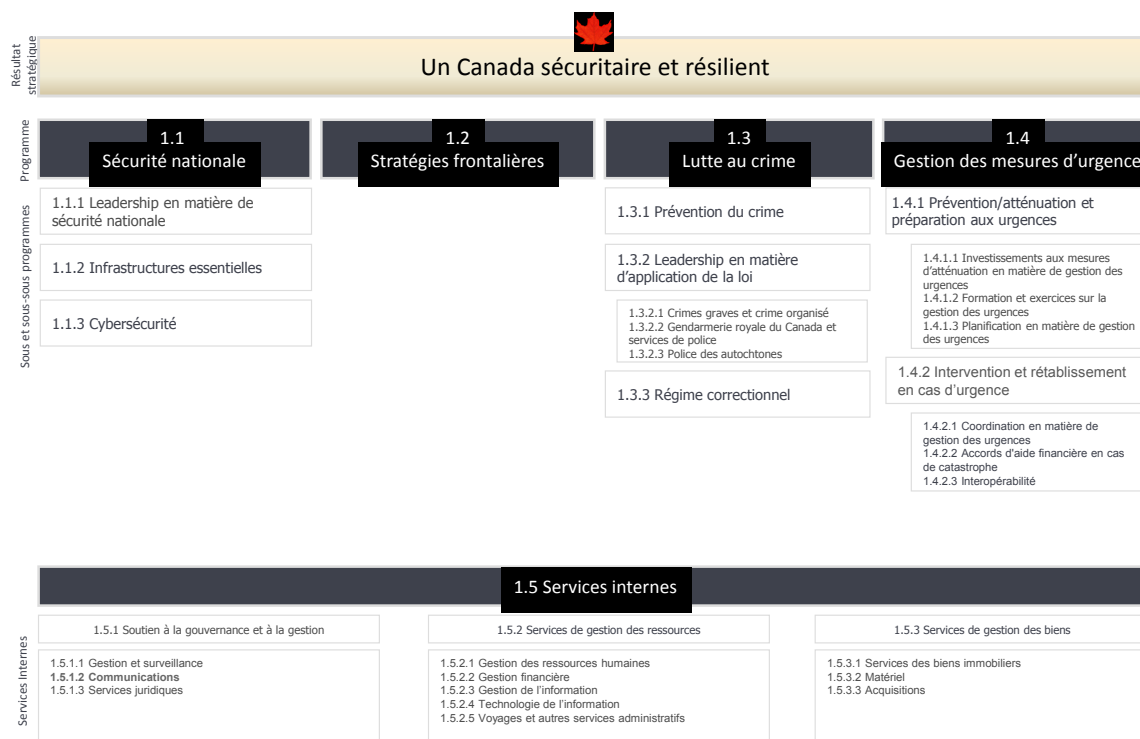 Résultat
stratégique
Un Canada sécuritaire et résilient
Programme
1.1
Sécurité nationale
1.2
Stratégies frontalières
1.3
Lutte au crime
1.4
Gestion des mesures d'urgence
Sous et sous-sous programmes
1.1.1 Leadership en matière de
sécurité nationale
1.1.2 Infrastructures essentielles
1.1.3 Cybersécurité
1.3.1 Prévention du crime
1.3.2 Leadership en matière
d'application de la loi
1.3.2.1 Crimes graves et crime organisé
1.3.2.2 Gendarmerie royale du Canada et
services de police
1.3.2.3 Police des autochtones
1.3.3 Régime correctionnel
1.4.1 Prévention/atténuation et
préparation aux urgences
1.4.1.1 Investissements aux mesures
d'atténuation en matière de gestion des
urgences
1.4.1.2 Formation et exercices sur la
gestion des urgences
1.4.1.3 Planification en matière de gestion
des urgences
1.4.2 Intervention et rétablissement
en cas d'urgence
1.4.2.1 Coordination en matière de
gestion des urgences
1.4.2.2 Accords d'aide financière en cas
de catastrophe
1.4.2.3 Interopérabilité
1.5 Services internes
Services Internes
1.5.1 Soutien à la gouvernance et à la gestion
1.5.1.1 Gestion et surveillance
1.5.1.2 Communications
1.5.1.3 Services juridiques
1.5.2 Services de gestion des ressources
1.5.2.1 Gestion des ressources humaines
1.5.2.2 Gestion financière
1.5.2.3 Gestion de l'information
1.5.2.4 Technologie de l'information
1.5.2.5 Voyages et autres services administratifs
1.5.3 Services de gestion des biens
1.5.3.1 Services des biens immobiliers
1.5.3.2 Matériel
1.5.3.3 Acquisitions